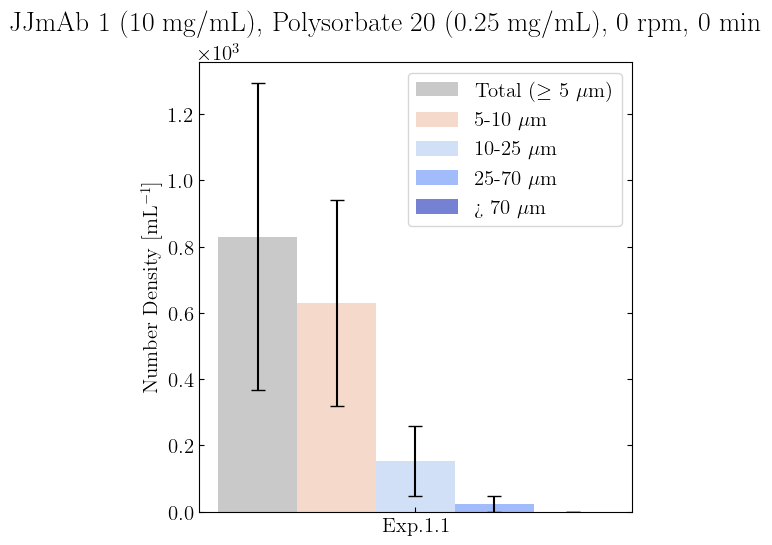 JJmAb 1 (10 mg/mL), Polysorbate 20 (0.25 mg/mL), 0 rpm, 0 min
×10³
Total (≥ 5 μm)
5-10 μm
10-25 μm
25-70 μm
¿ 70 μm
Number Density [mL⁻¹]
1.2
1.0
0.8
0.6
0.4
0.2
0.0
Exp.1.1